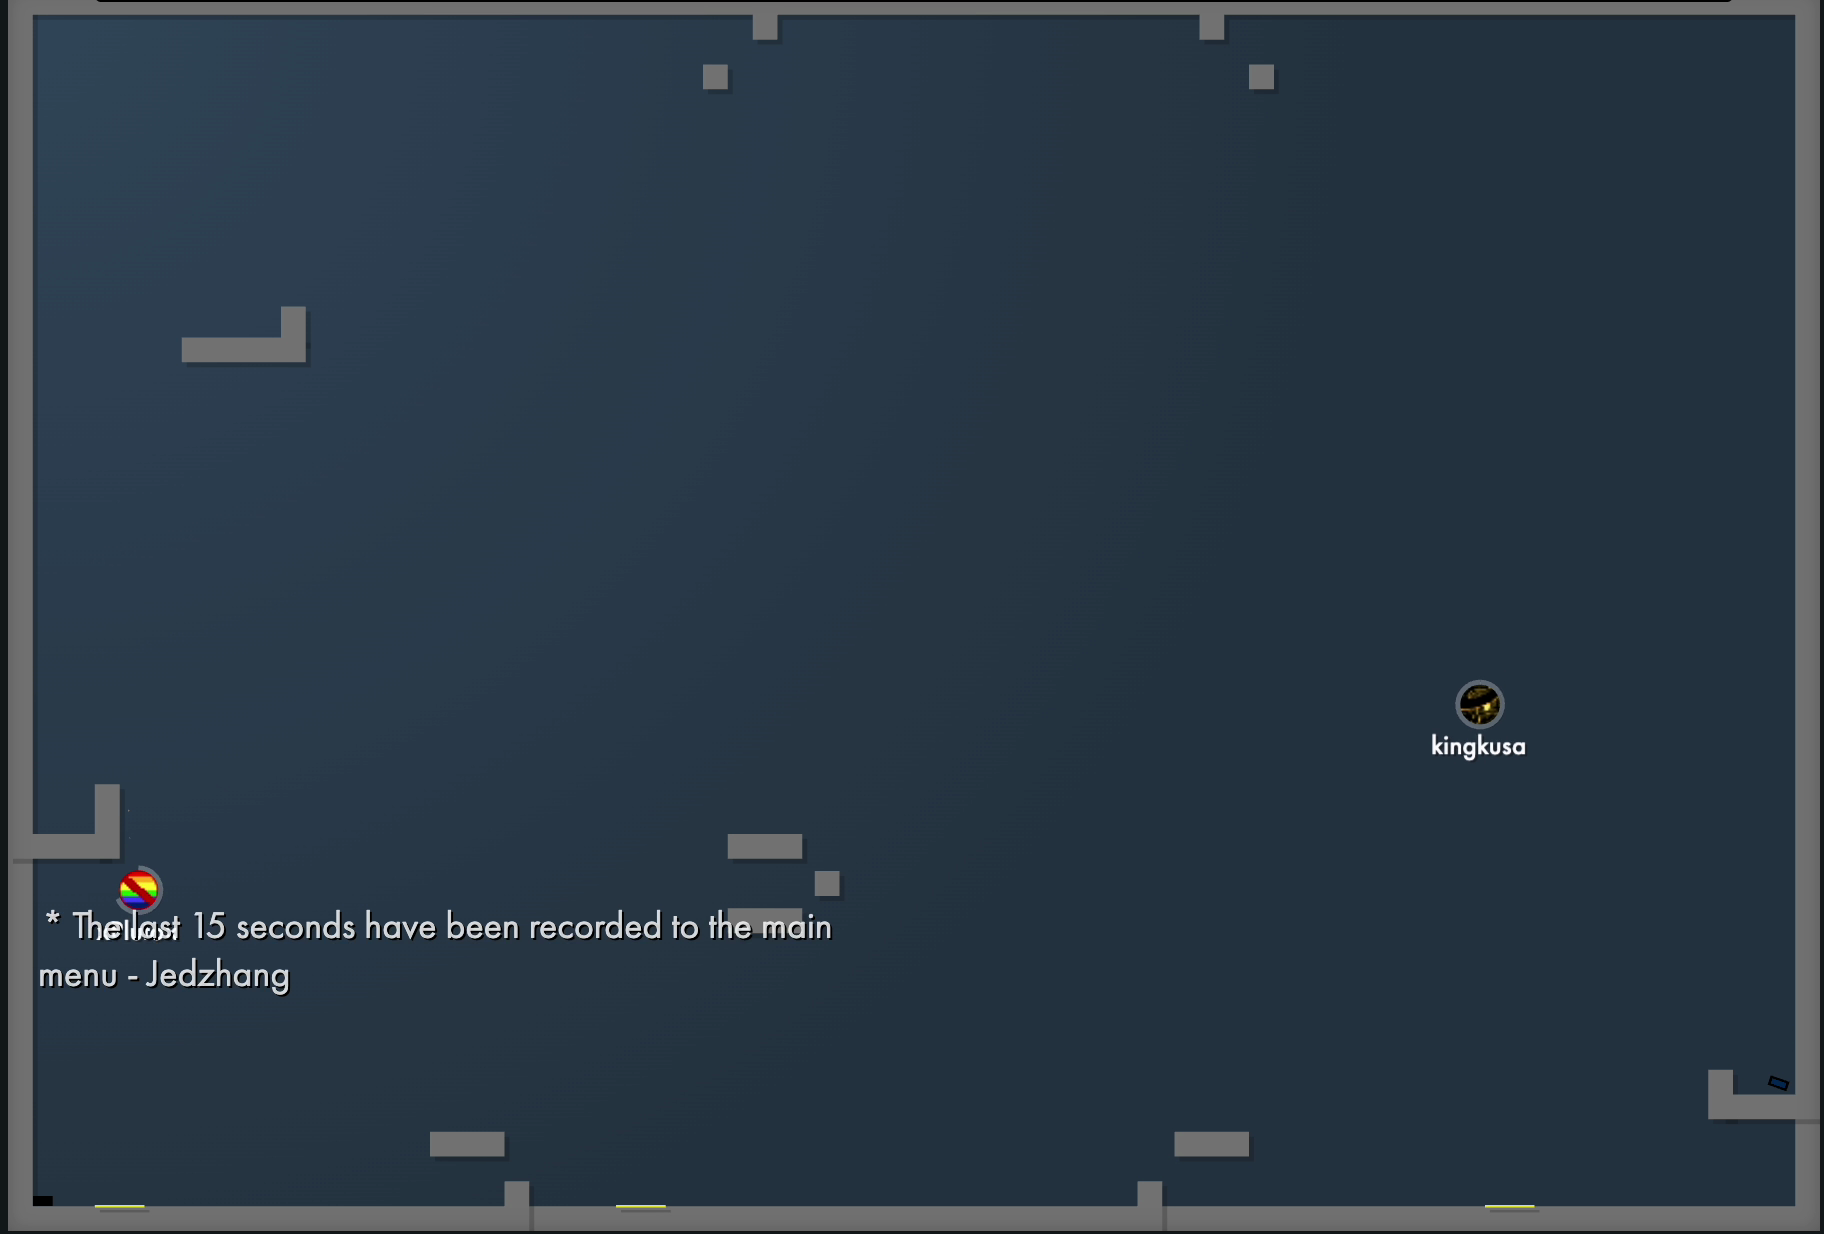 kingkusa
* The last 15 seconds have been recorded to the main
menu - Jedzhang